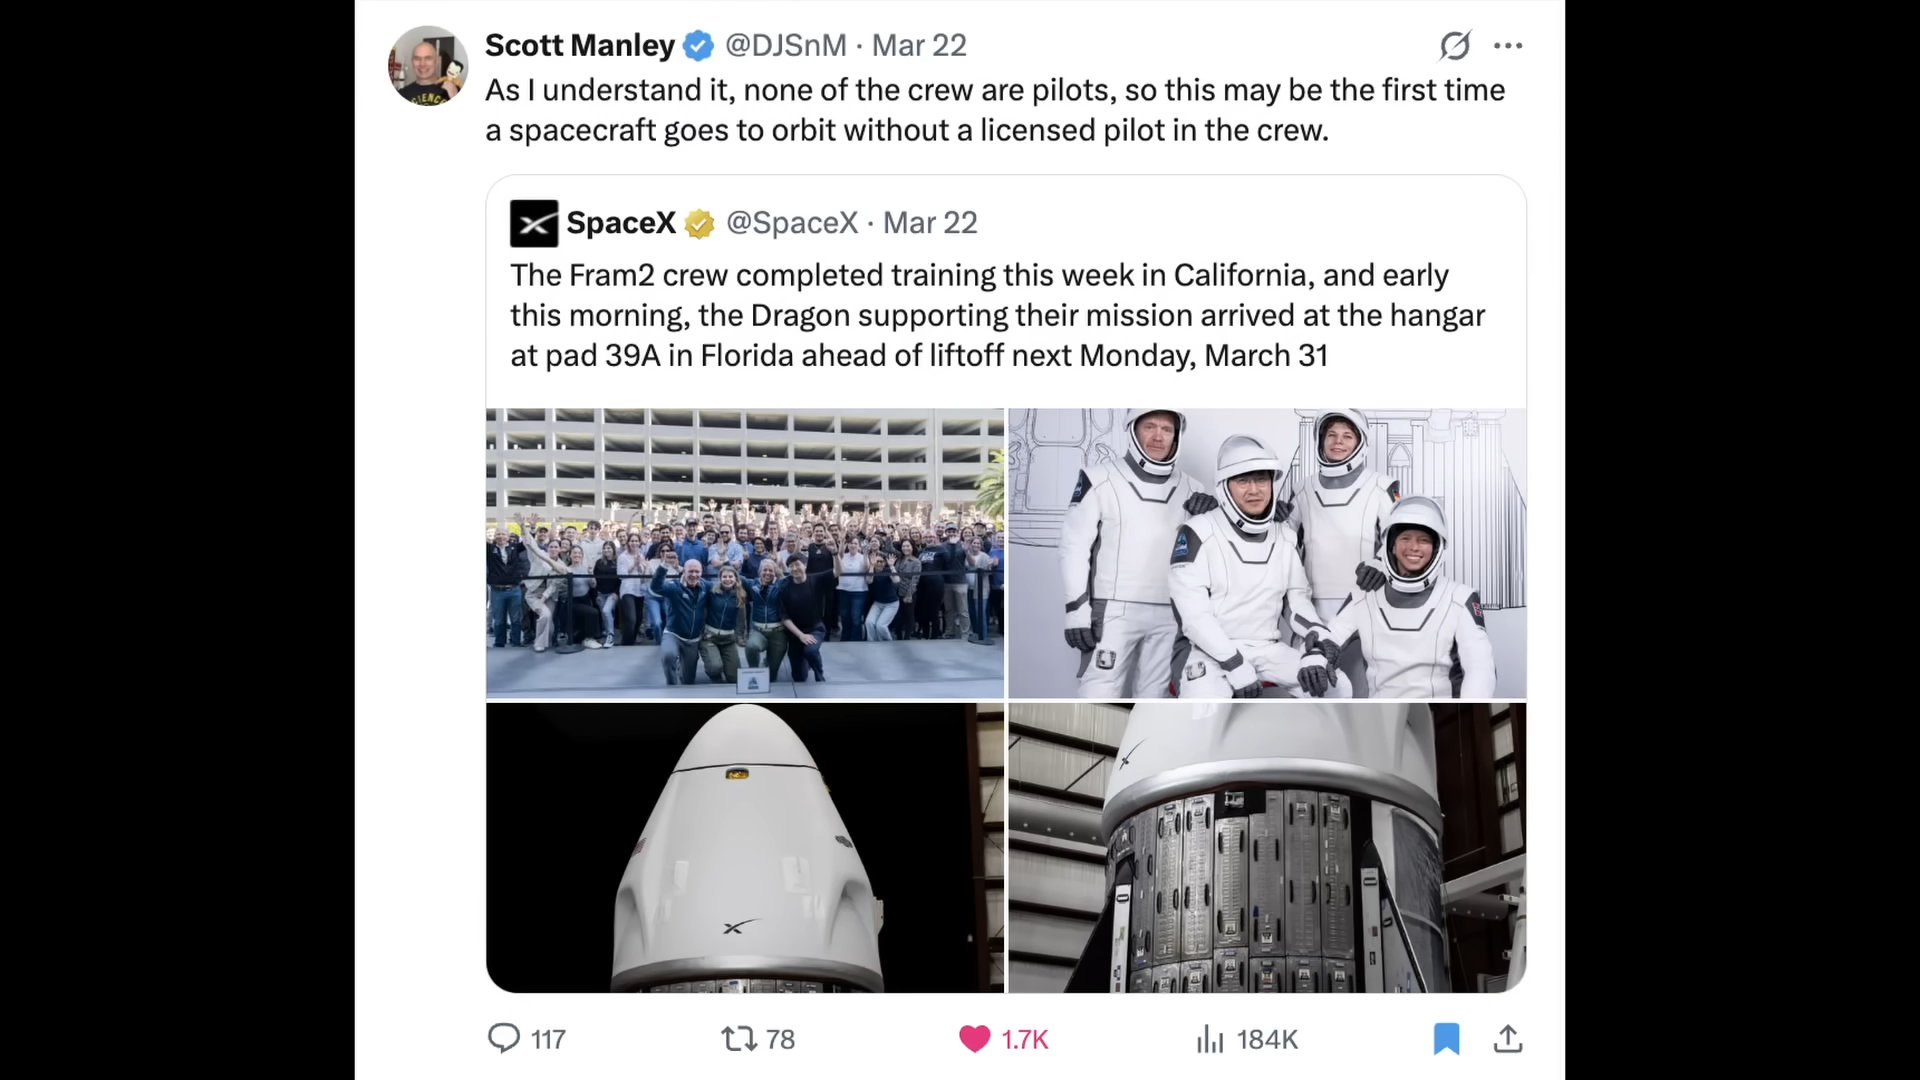 Scott Manley @DJSnM · Mar 22
As I understand it, none of the crew are pilots, so this may be the first time
a spacecraft goes to orbit without a licensed pilot in the crew.
SpaceX @SpaceX · Mar 22
The Fram2 crew completed training this week in California, and early
this morning, the Dragon supporting their mission arrived at the hangar
at pad 39A in Florida ahead of liftoff next Monday, March 31
117 78 1.7K 184K